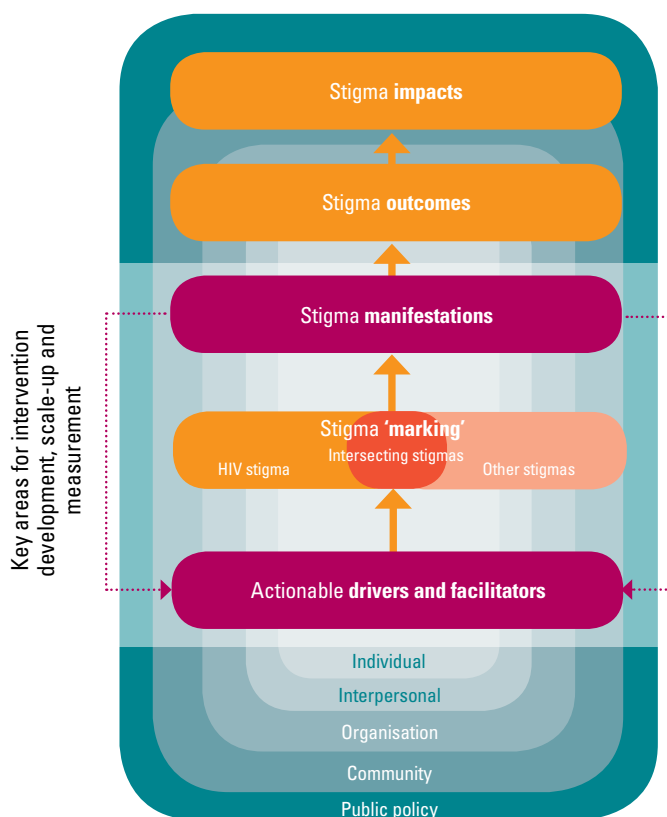 Stigma impacts
Stigma outcomes
Stigma manifestations
Key areas for intervention
development, scale-up and
measurement
Stigma ‘marking’
Intersecting stigmas
HIV stigma
Other stigmas
Actionable drivers and facilitators
Individual
Interpersonal
Organisation
Community
Public policy